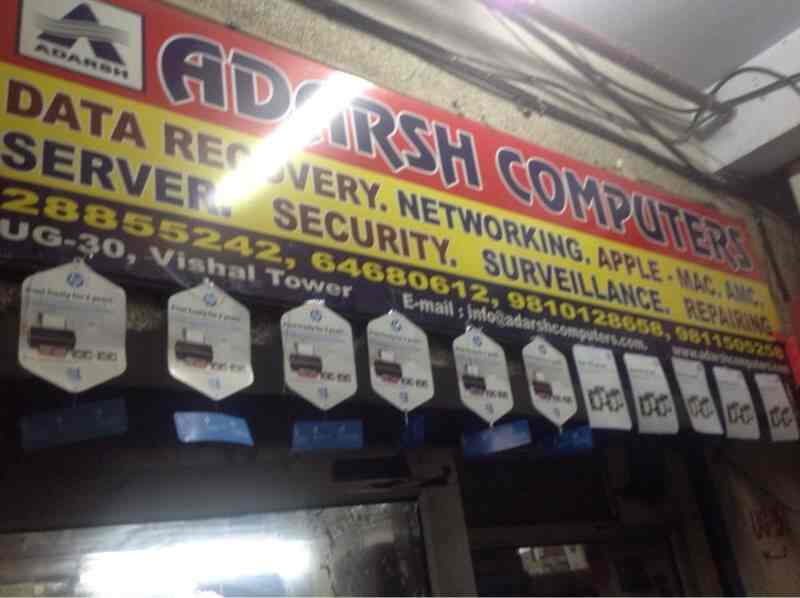 ADARSH
ADARSH COMPUTERS
DATA RECOVERY. NETWORKING. APPLE - MAC. AMC.
SERVER. SECURITY. SURVEILLANCE. REPAIRING
28855242, 64680612, 9810128658, 9811505258
UG-30, Vishal Tower E-mail : info@adarshcomputers.com, www.adarshcomputers.com
hp